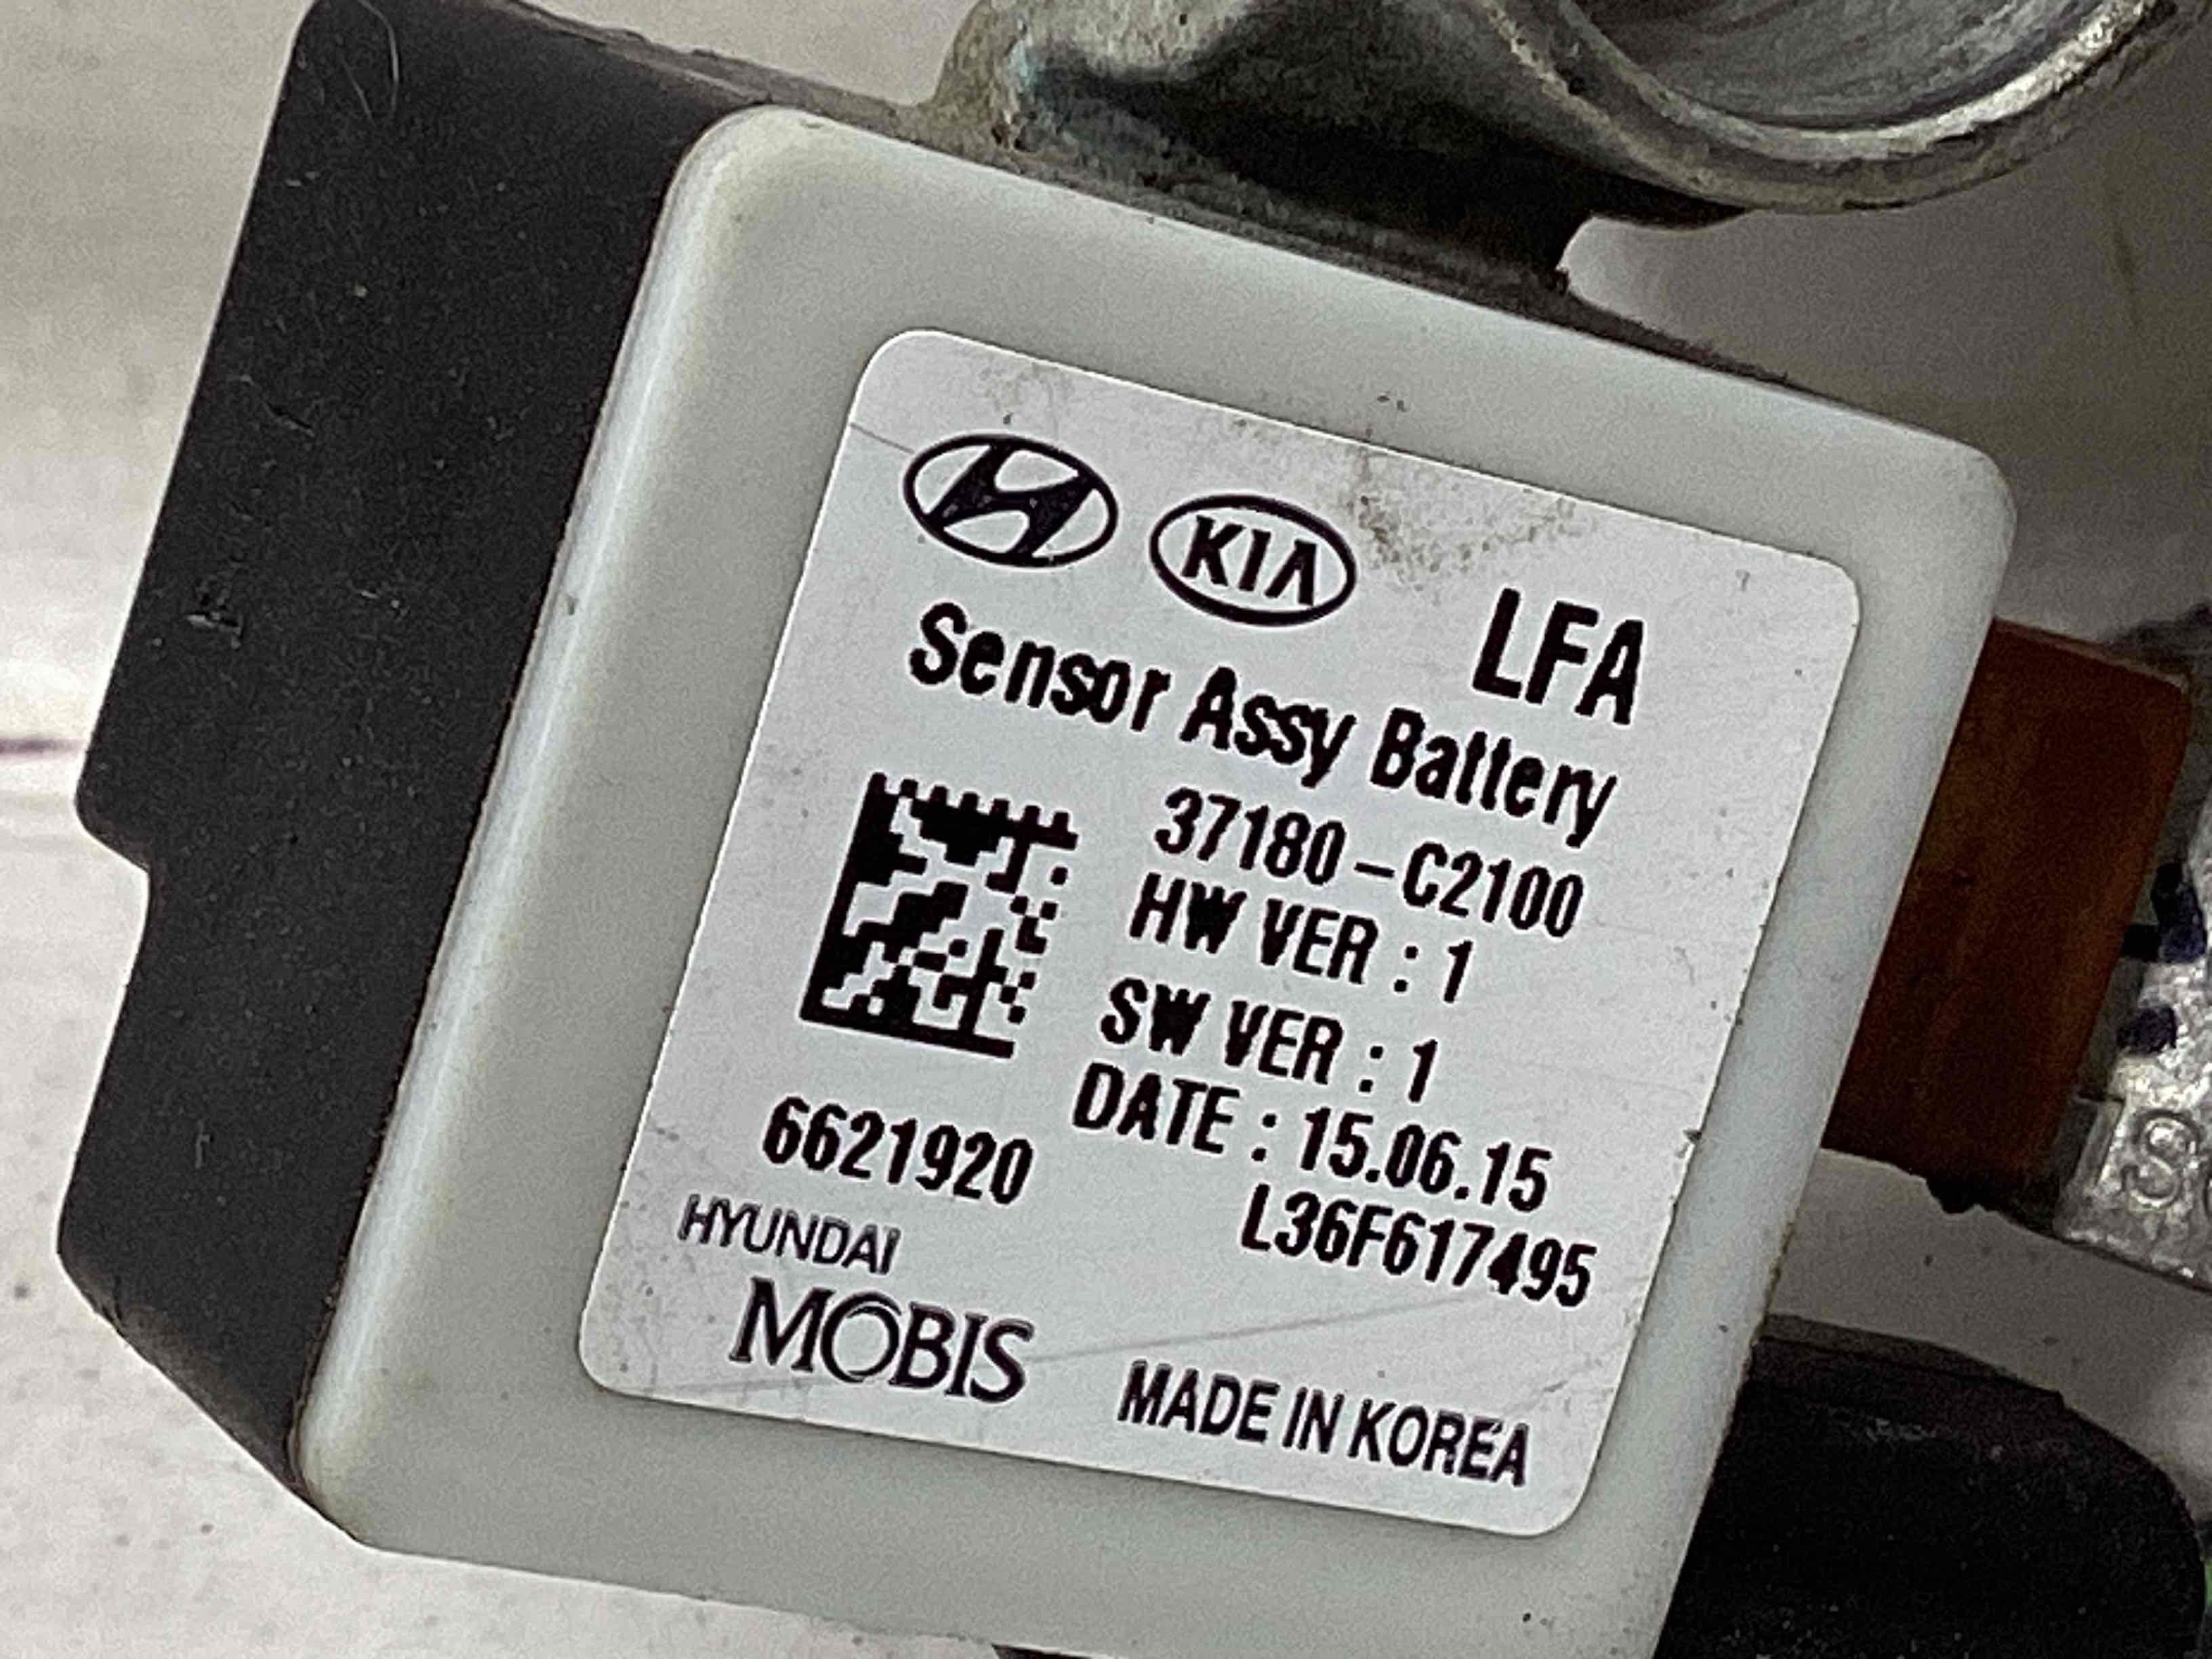 KIA
LFA
Sensor Assy Battery
37180-C2100
HW VER : 1
SW VER : 1
DATE : 15.06.15
6621920
L36F617495
HYUNDAI
MOBIS
MADE IN KOREA